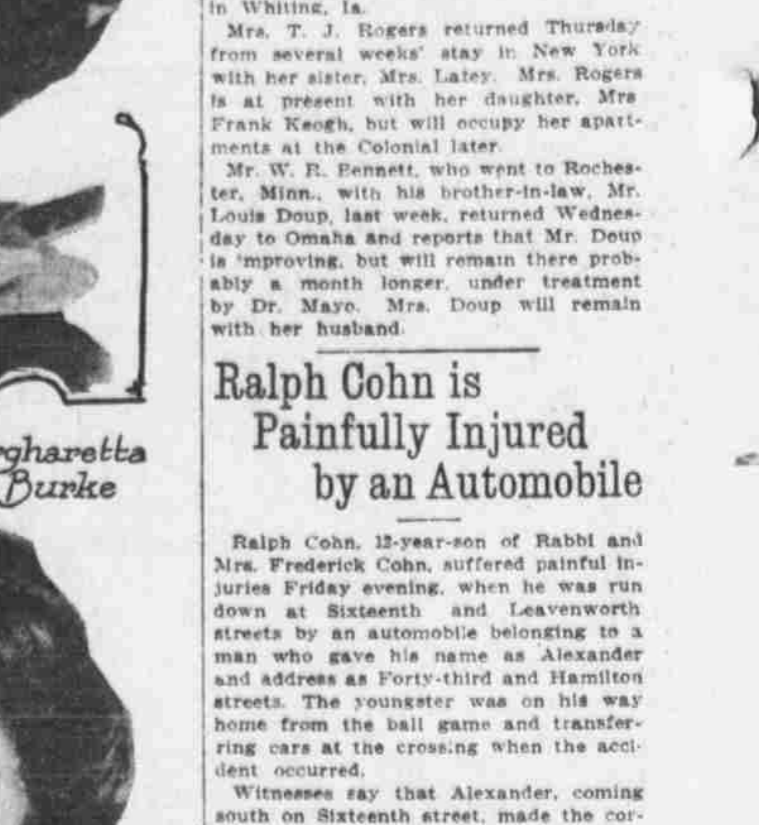 in Whiting, Ia.
Mrs. T. J. Rogers returned Thursday
from several weeks' stay in New York
with her sister, Mrs. Latey. Mrs. Rogers
is at present with her daughter, Mrs
Frank Keogh, but will occupy her apart-
ments at the Colonial later.
Mr. W. R. Bennett, who went to Roches-
ter, Minn., with his brother-in-law, Mr.
Louis Doup, last week, returned Wednes-
day to Omaha and reports that Mr. Doup
is 'mproving, but will remain there prob-
ably a month longer, under treatment
by Dr. Mayo. Mrs. Doup will remain
with her husband.
Ralph Cohn is
Painfully Injured
by an Automobile
Ralph Cohn, 12-year-son of Rabbi and
Mrs. Frederick Cohn, suffered painful in-
juries Friday evening, when he was run
down at Sixteenth and Leavenworth
streets by an automobile belonging to a
man who gave his name as Alexander
and address as Forty-third and Hamilton
streets. The youngster was on his way
home from the ball game and transfer-
ring cars at the crossing when the acci-
dent occurred.
Witnesses say that Alexander, coming
south on Sixteenth street, made the cor-
rgharetta
Burke